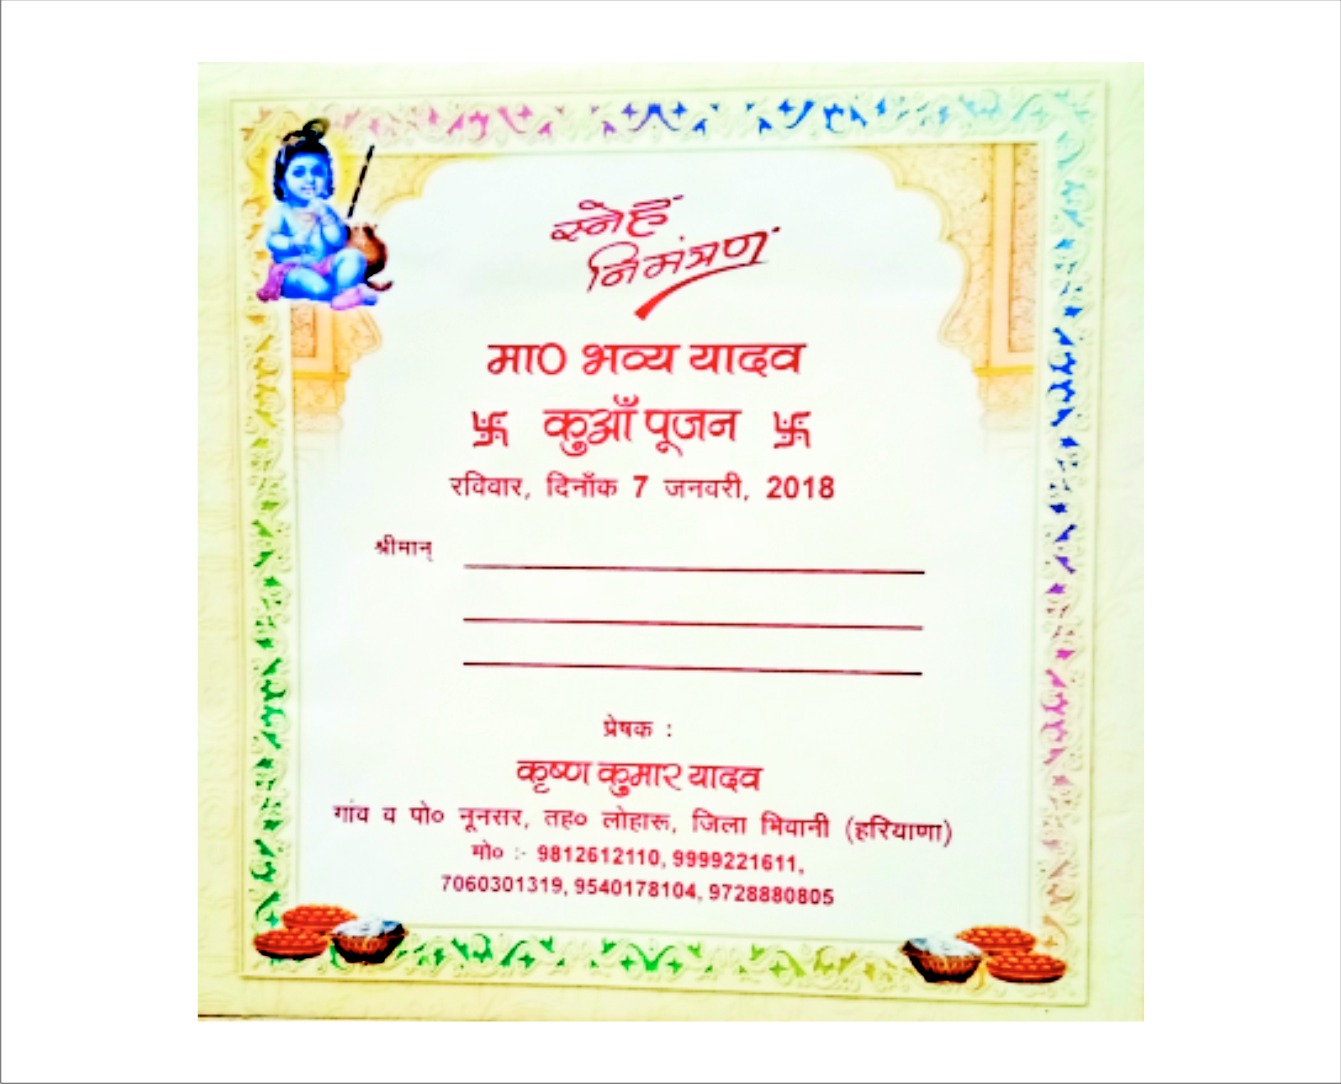 स्नेह
निमंत्रण
मा0 भव्य यादव
卐 कुआँ पूजन 卐
रविवार, दिनाँक 7 जनवरी, 2018
श्रीमान्
प्रेषक :
कृष्ण कुमार यादव
गांव व पो० नूनसर, तह० लोहारू, जिला भिवानी (हरियाणा)
मो० :- 9812612110, 9999221611,
7060301319, 9540178104, 9728880805